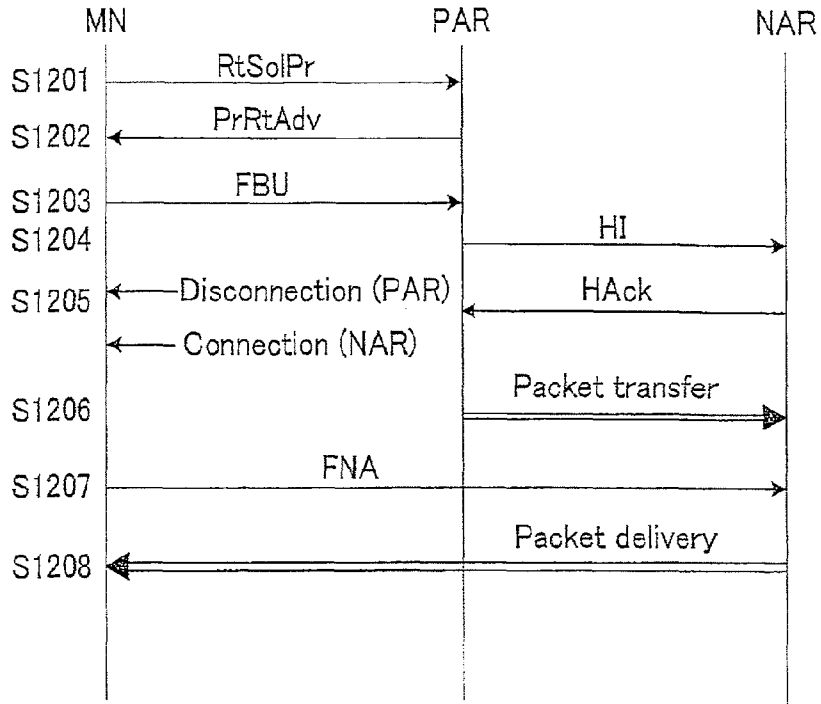 MN PAR NAR
S1201 RtSolPr
S1202 PrRtAdv
S1203 FBU
S1204 HI
Disconnection (PAR)
S1205 HAck
Connection (NAR)
Packet transfer
S1206
FNA
S1207
Packet delivery
S1208